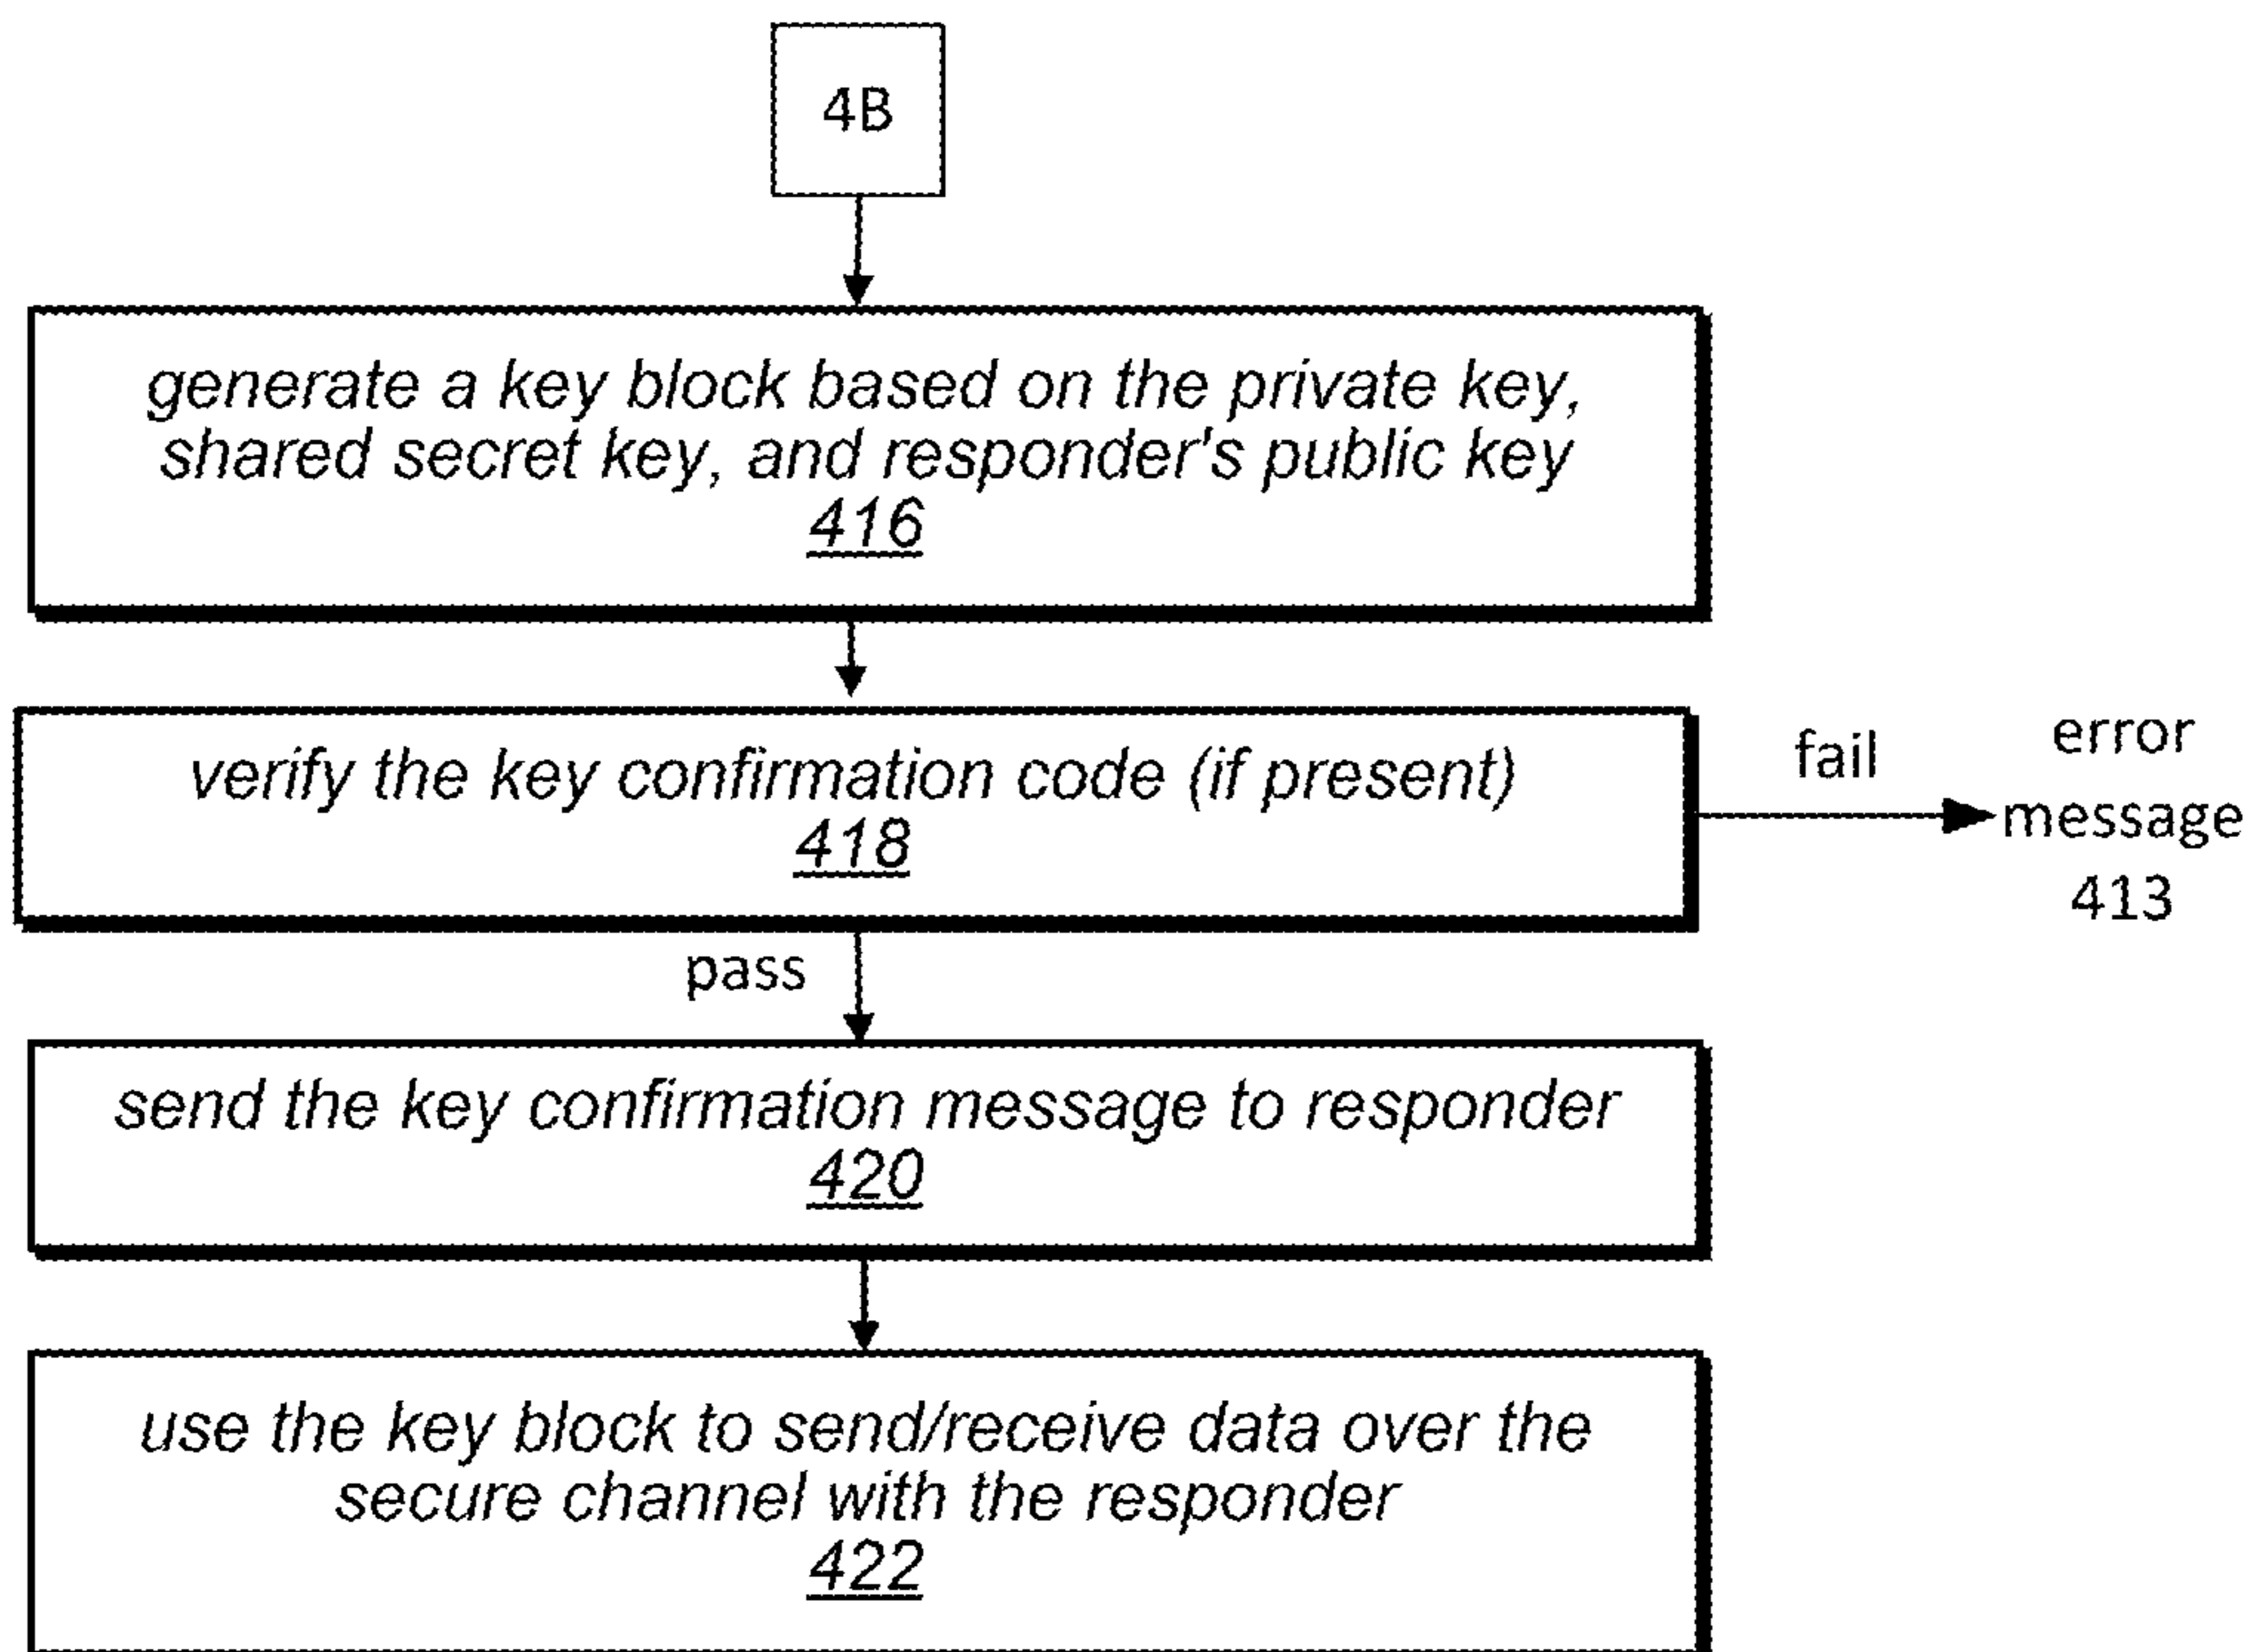 4B
generate a key block based on the private key,
shared secret key, and responder's public key
416
verify the key confirmation code (if present)
418
fail
error
message
413
pass
send the key confirmation message to responder
420
use the key block to send/receive data over the
secure channel with the responder
422